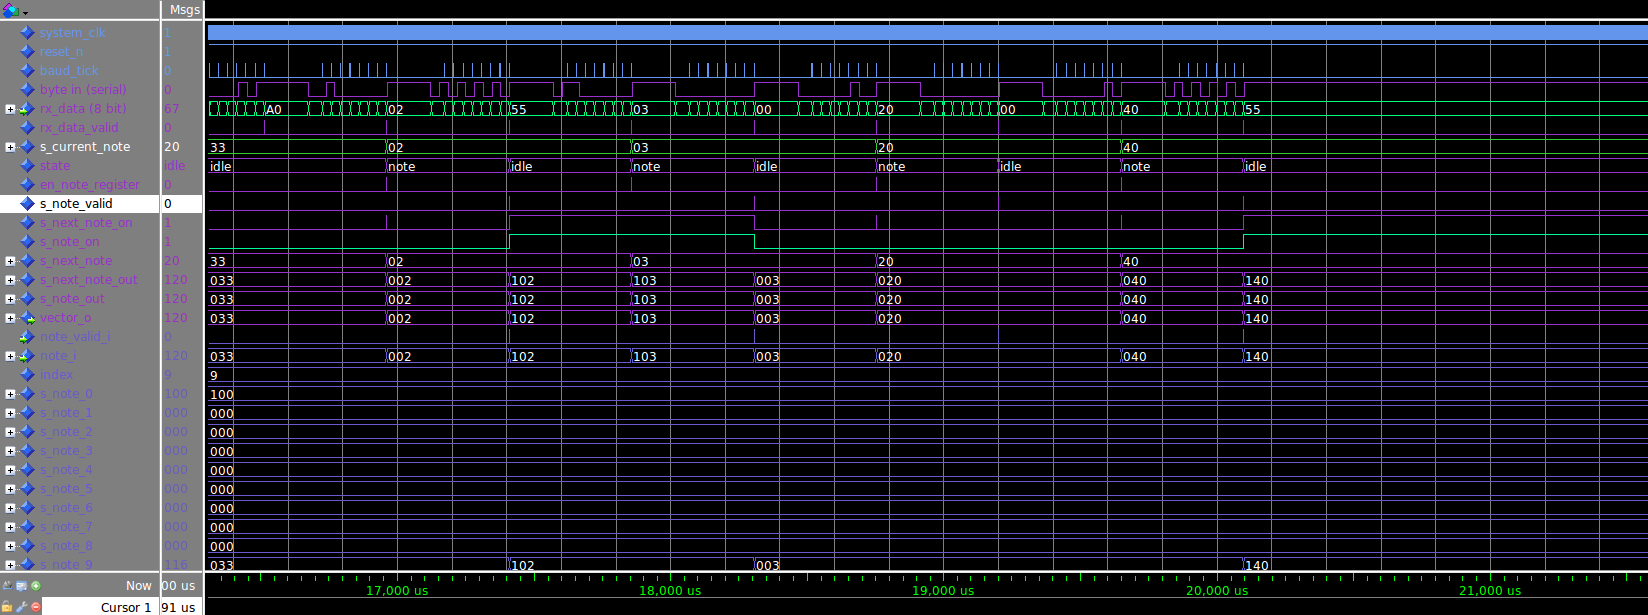 Msgs
system_clk 1
reset_n 1
baud_tick 0
byte in (serial) 0
rx_data (8 bit) 67 A0 02 55 03 00 20 00 40 55
rx_data_valid 0
s_current_note 20 33 02 03 20 40
state idle idle note idle note idle note idle note idle
en_note_register 0
s_note_valid 0
s_next_note_on 1
s_note_on 1
s_next_note 20 33 02 03 20 40
s_next_note_out 120 033 002 102 103 003 020 040 140
s_note_out 120 033 002 102 103 003 020 040 140
vector_o 120 033 002 102 103 003 020 040 140
note_valid_i 0
note_i 120 033 002 102 103 003 020 040 140
index 9 9
s_note_0 100 100
s_note_1 000 000
s_note_2 000 000
s_note_3 000 000
s_note_4 000 000
s_note_5 000 000
s_note_6 000 000
s_note_7 000 000
s_note_8 000 000
s_note_9 116 033 102 003 140
Now 00 us 17,000 us 18,000 us 19,000 us 20,000 us 21,000 us
Cursor 1 91 us